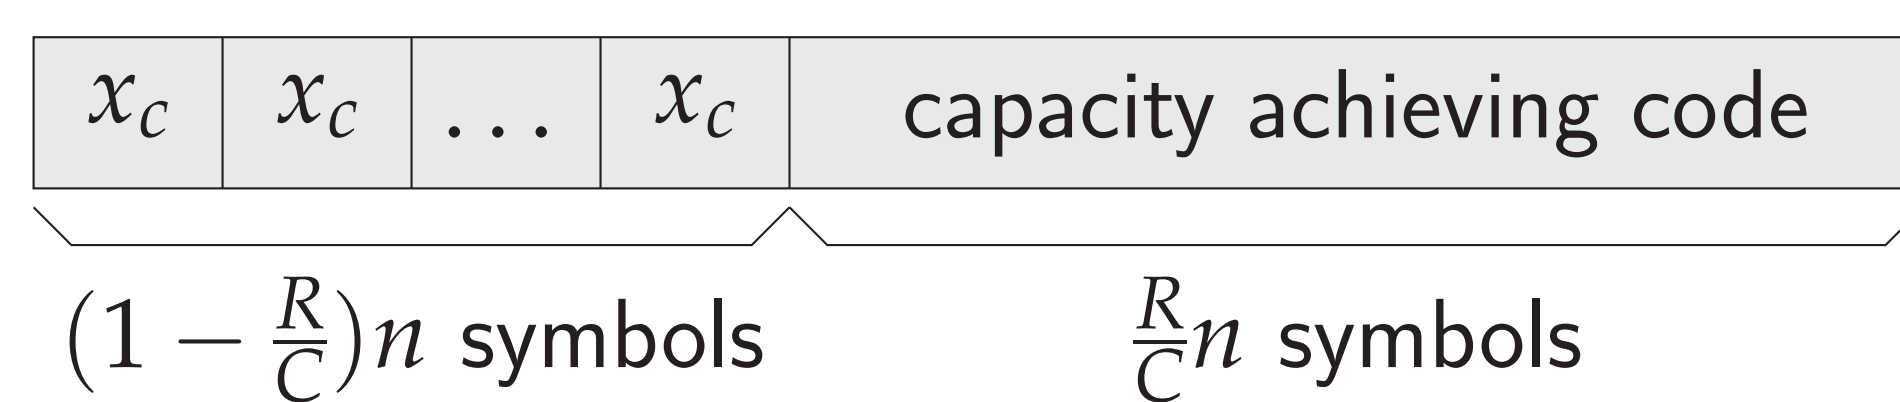 x_c x_c ... x_c capacity achieving code
(1 − R/C)n symbols R/C n symbols